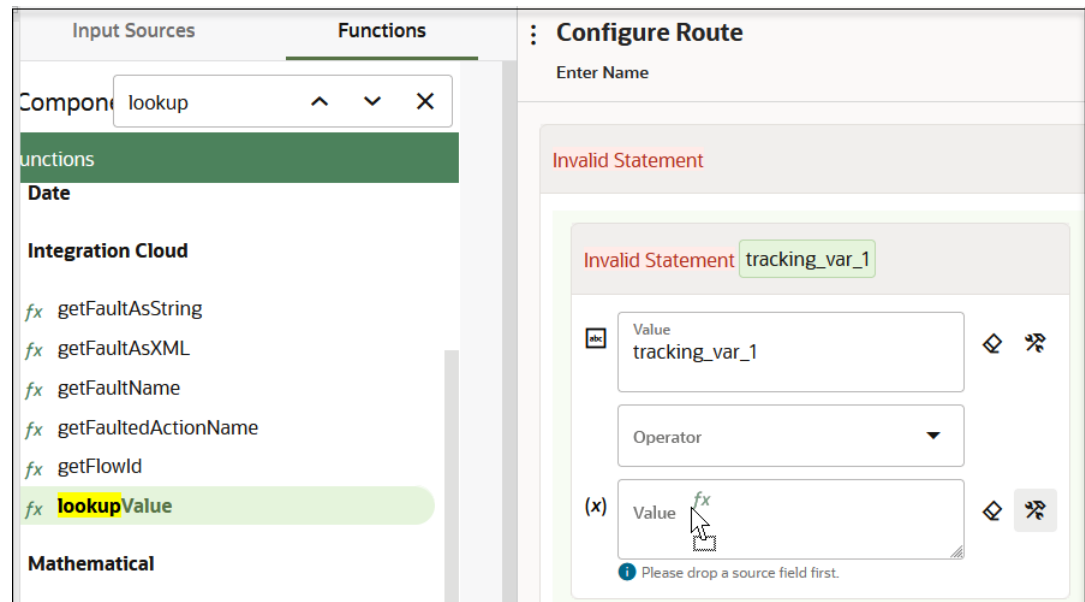 Input Sources
Functions
Compone
lookup
unctions
Date
Integration Cloud
fx getFaultAsString
fx getFaultAsXML
fx getFaultName
fx getFaultedActionName
fx getFlowId
fx lookupValue
Mathematical
Configure Route
Enter Name
Invalid Statement
Invalid Statement tracking_var_1
abc
Value
tracking_var_1
Operator
(x)
Value fx
Please drop a source field first.